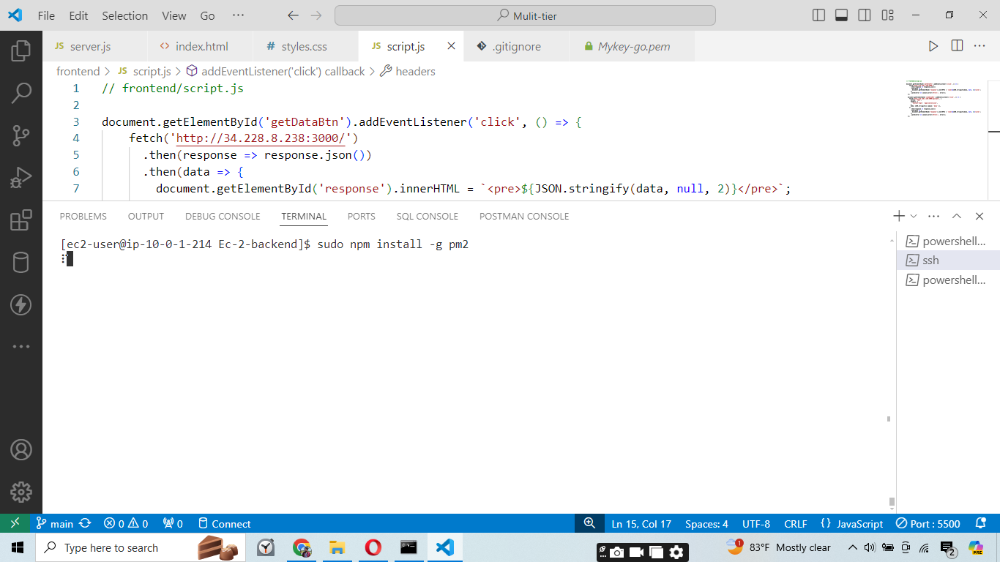 File Edit Selection View Go ··· Mulit-tier
JS server.js <> index.html # styles.css JS script.js .gitignore Mykey-go.pem
frontend > JS script.js > addEventListener('click') callback > headers
1 // frontend/script.js
2
3 document.getElementById('getDataBtn').addEventListener('click', () => {
4 fetch('http://34.228.8.238:3000/')
5 .then(response => response.json())
6 .then(data => {
7 document.getElementById('response').innerHTML = `<pre>${JSON.stringify(data, null, 2)}</pre>`;
PROBLEMS OUTPUT DEBUG CONSOLE TERMINAL PORTS SQL CONSOLE POSTMAN CONSOLE
[ec2-user@ip-10-0-1-214 Ec-2-backend]$ sudo npm install -g pm2
powershell...
ssh
powershell...
main 0 0 0 Connect Ln 15, Col 17 Spaces: 4 UTF-8 CRLF {} JavaScript Port : 5500
Type here to search 1 83°F Mostly clear 2 PRE